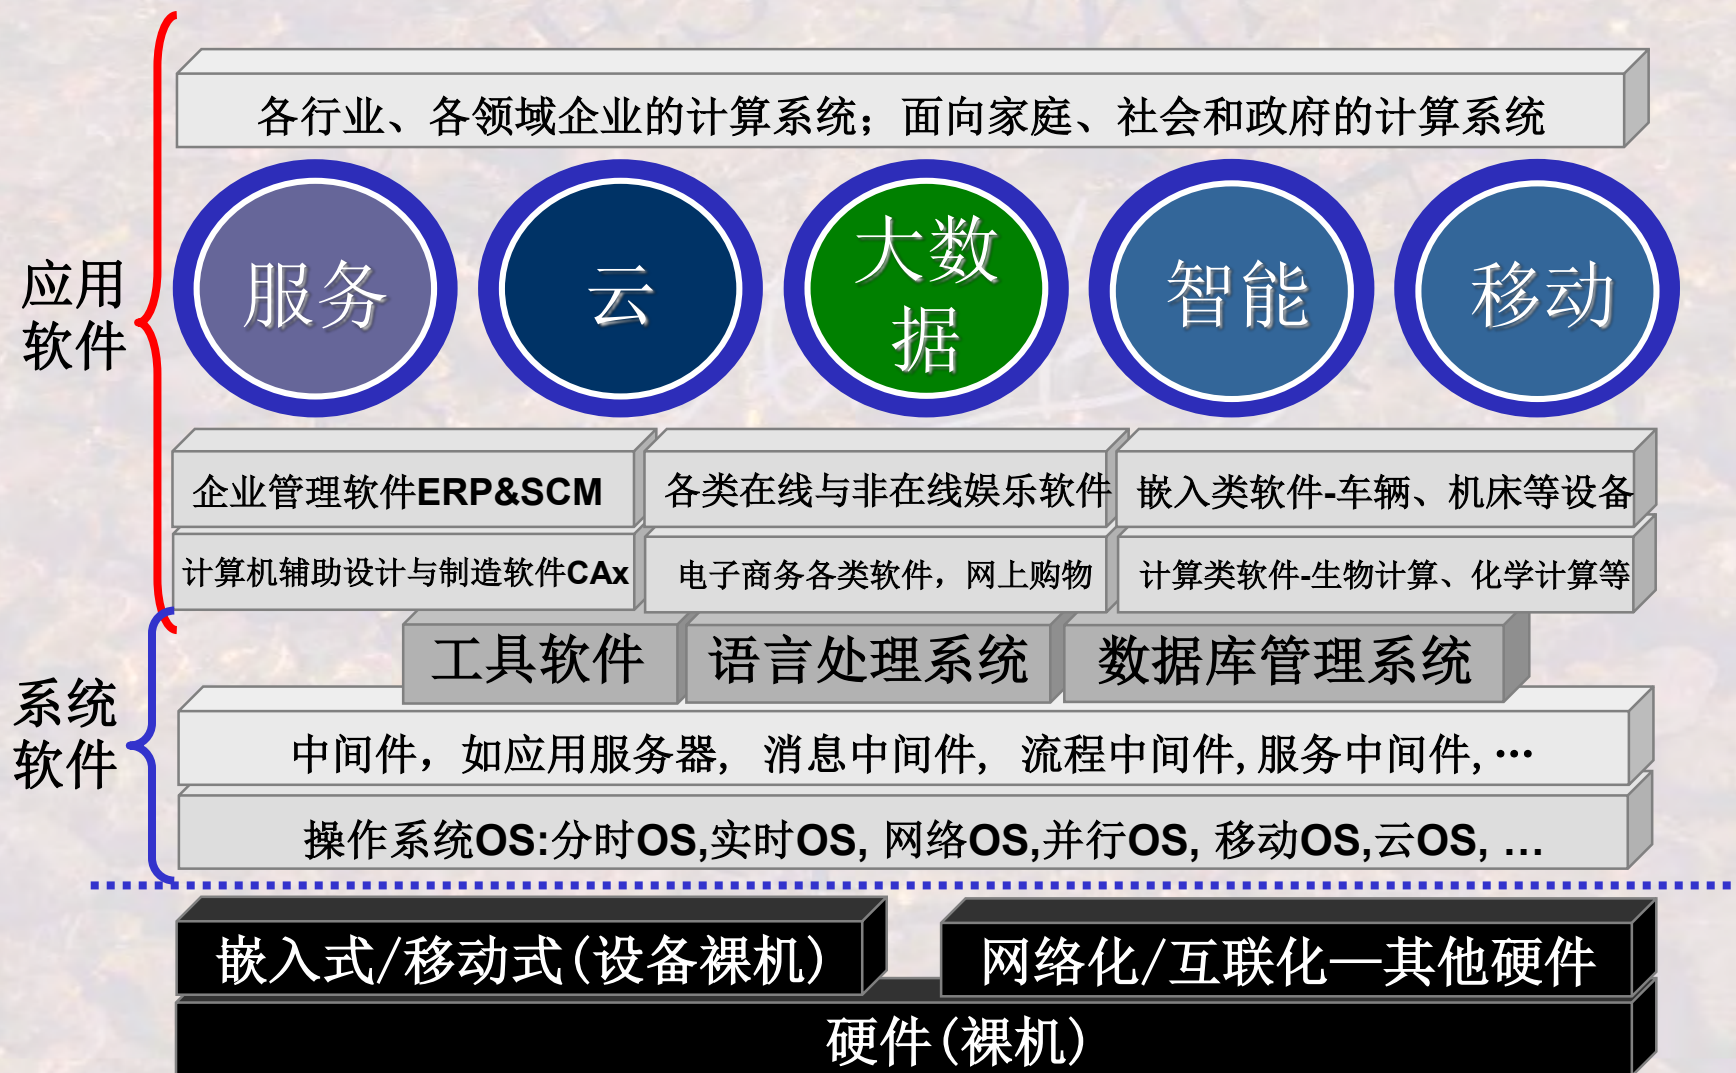 各行业、各领域企业的计算系统；面向家庭、社会和政府的计算系统
应用
软件
服务
云
大数
据
智能
移动
企业管理软件ERP&SCM
各类在线与非在线娱乐软件
嵌入类软件-车辆、机床等设备
计算机辅助设计与制造软件CAx
电子商务各类软件，网上购物
计算类软件-生物计算、化学计算等
系统
软件
工具软件
语言处理系统
数据库管理系统
中间件，如应用服务器, 消息中间件, 流程中间件,服务中间件, …
操作系统OS:分时OS,实时OS, 网络OS,并行OS, 移动OS,云OS, …
嵌入式/移动式(设备裸机)
网络化/互联化—其他硬件
硬件(裸机)